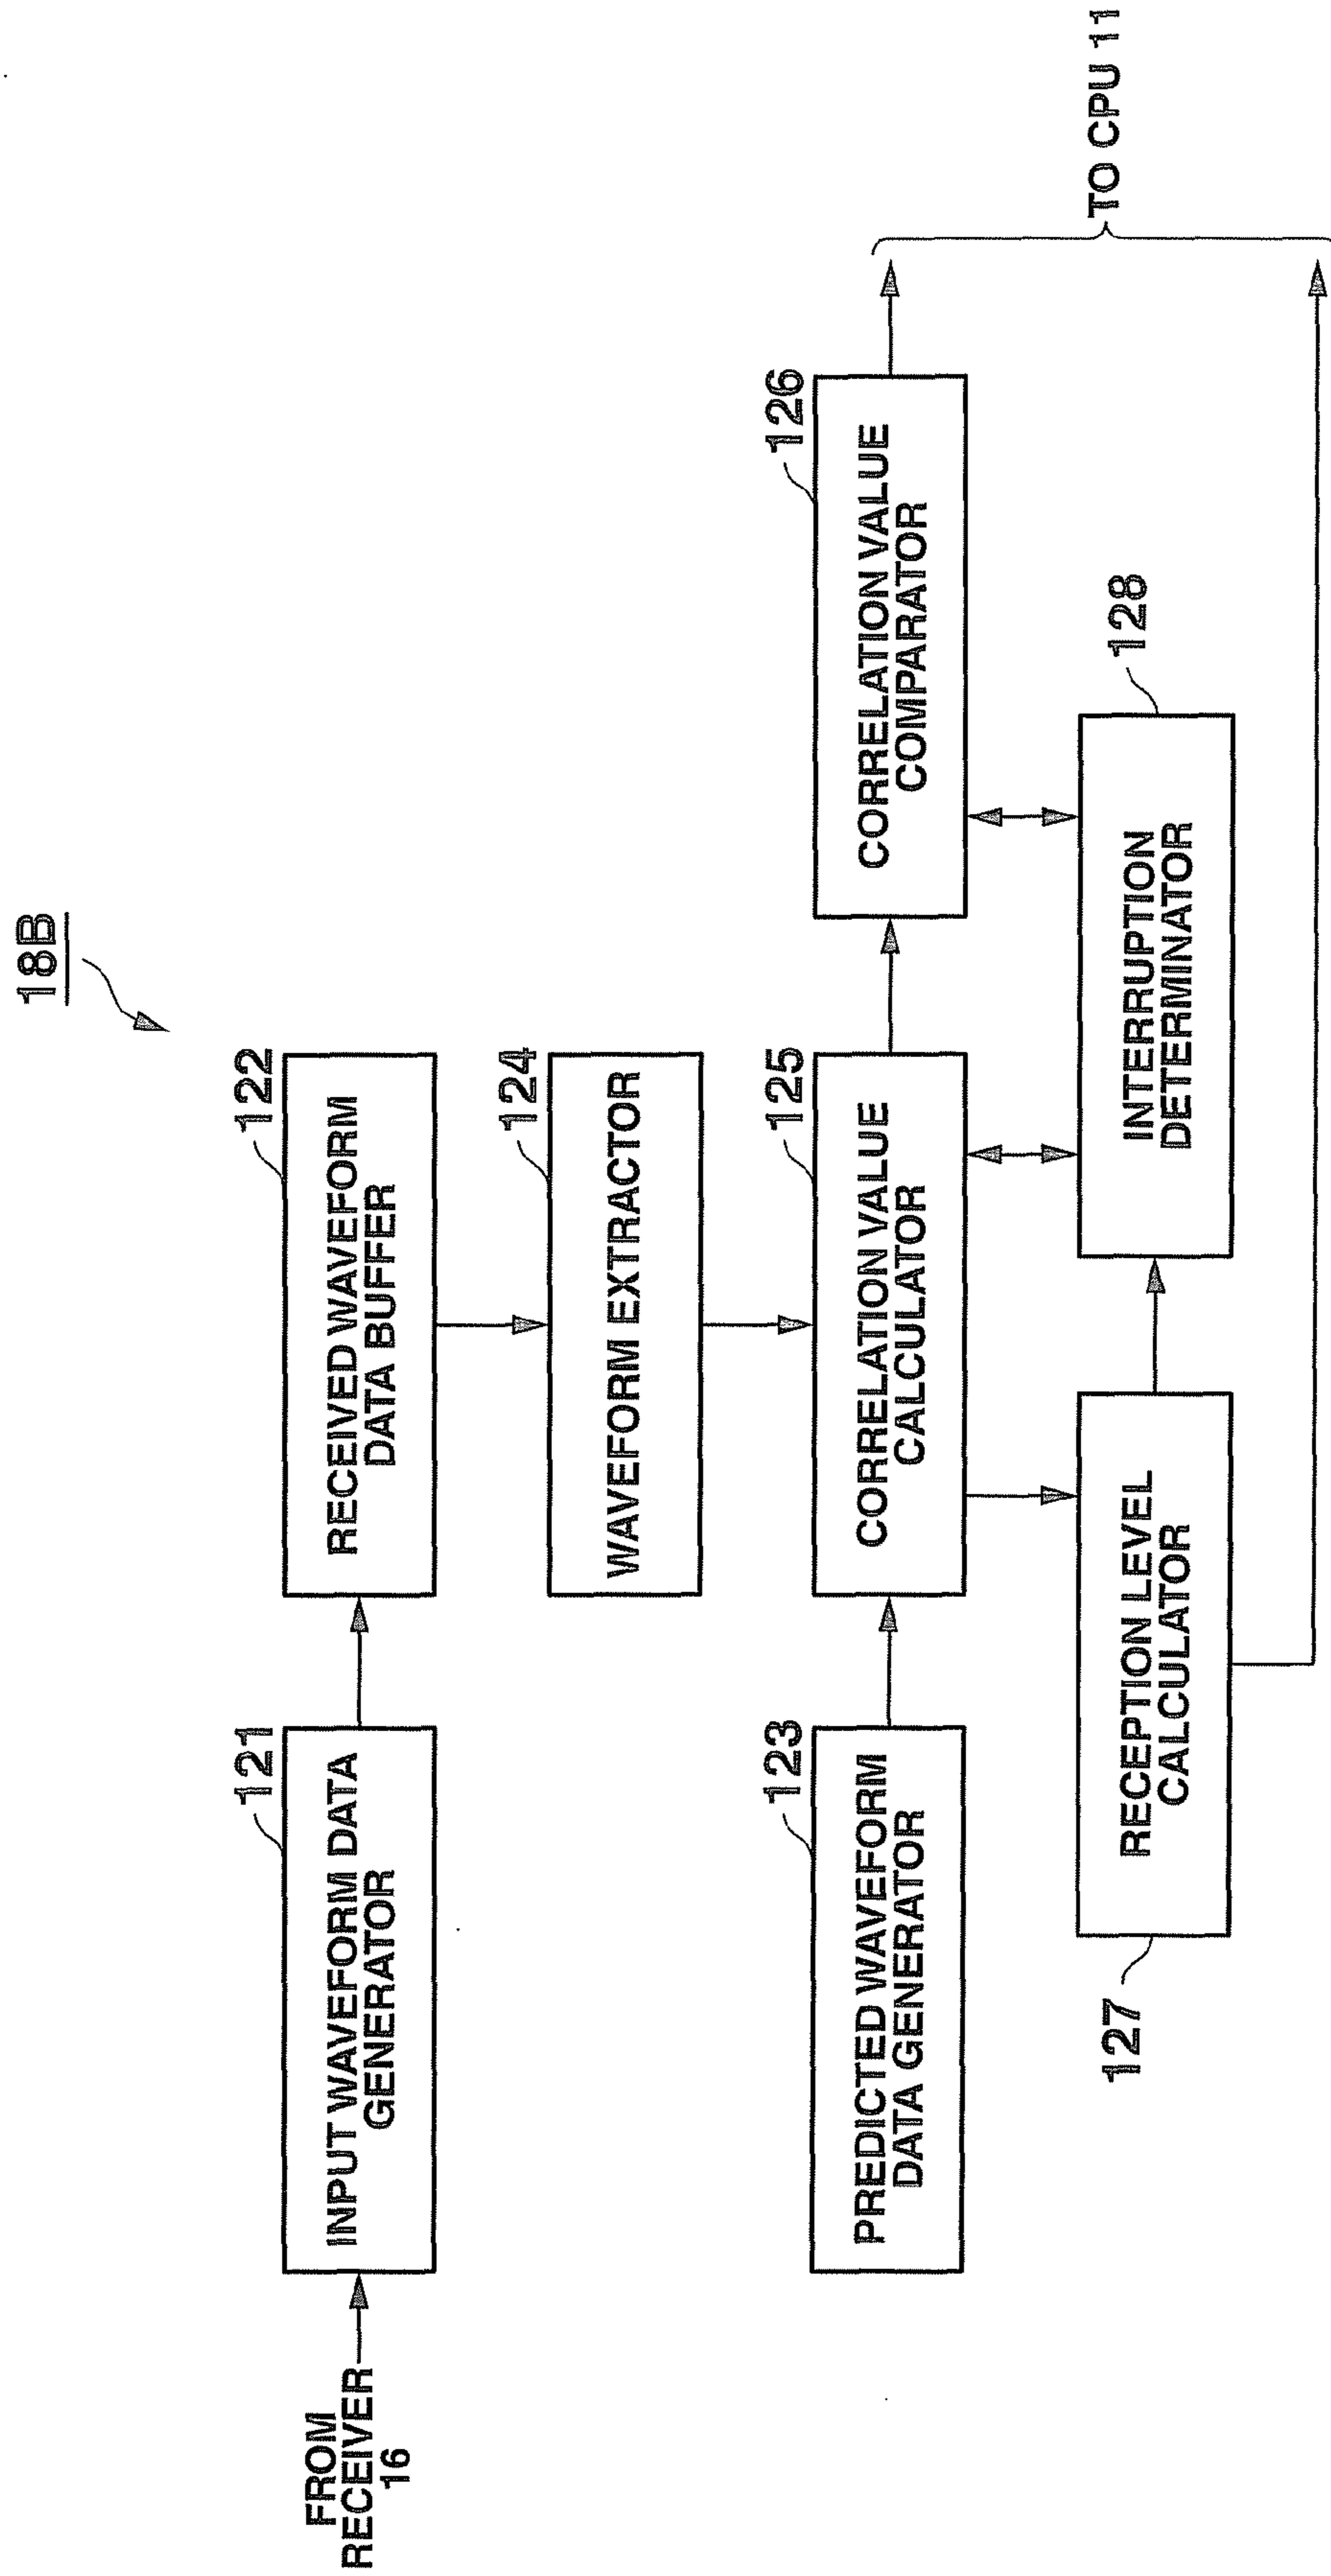 18B
FROM
RECEIVER
16
121
INPUT WAVEFORM DATA
GENERATOR
122
RECEIVED WAVEFORM
DATA BUFFER
124
WAVEFORM EXTRACTOR
123
PREDICTED WAVEFORM
DATA GENERATOR
125
CORRELATION VALUE
CALCULATOR
126
CORRELATION VALUE
COMPARATOR
127
RECEPTION LEVEL
CALCULATOR
INTERRUPTION
DETERMINATOR
128
TO CPU 11